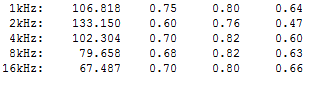 1kHz: 106.818 0.75 0.80 0.64
2kHz: 133.150 0.60 0.76 0.47
4kHz: 102.304 0.70 0.82 0.60
8kHz: 79.658 0.68 0.82 0.63
16kHz: 67.487 0.70 0.80 0.66